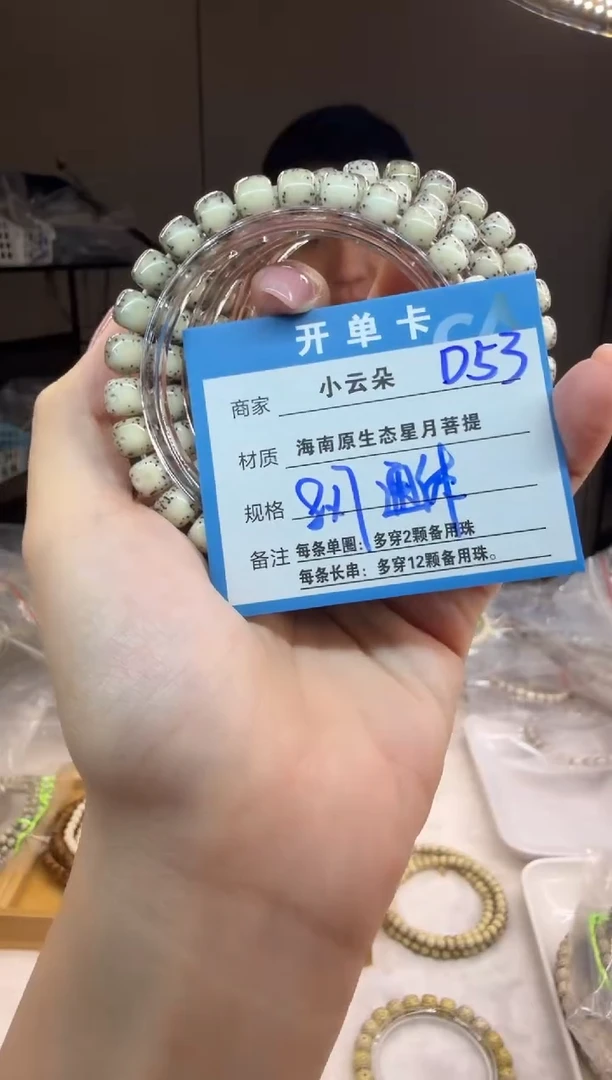 开单卡
商家 小云朵 D53
材质 海南原生态星月菩提
规格
备注 每条单圈：多穿2颗备用珠
每条长串：多穿12颗备用珠。